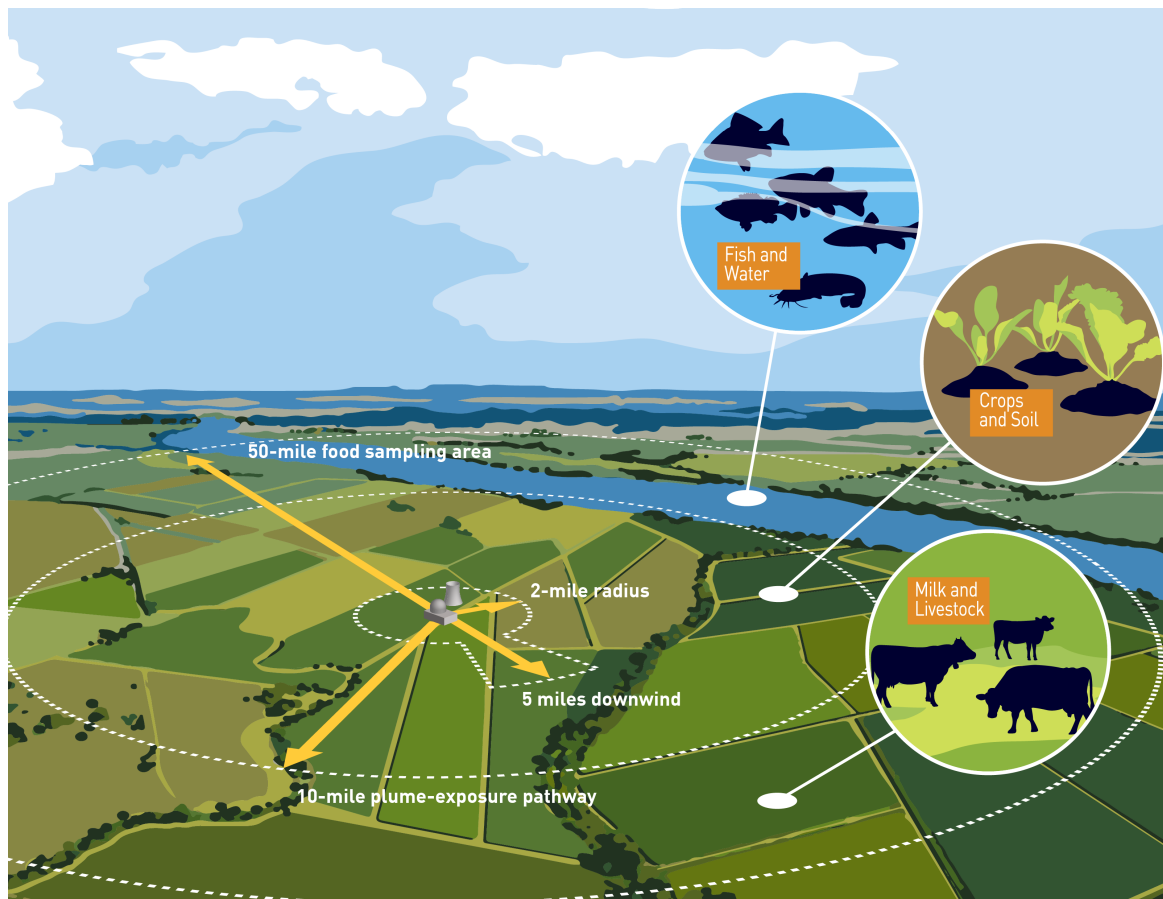 Fish and
Water
Crops
and Soil
50-mile food sampling area
Milk and
Livestock
2-mile radius
5 miles downwind
10-mile plume-exposure pathway